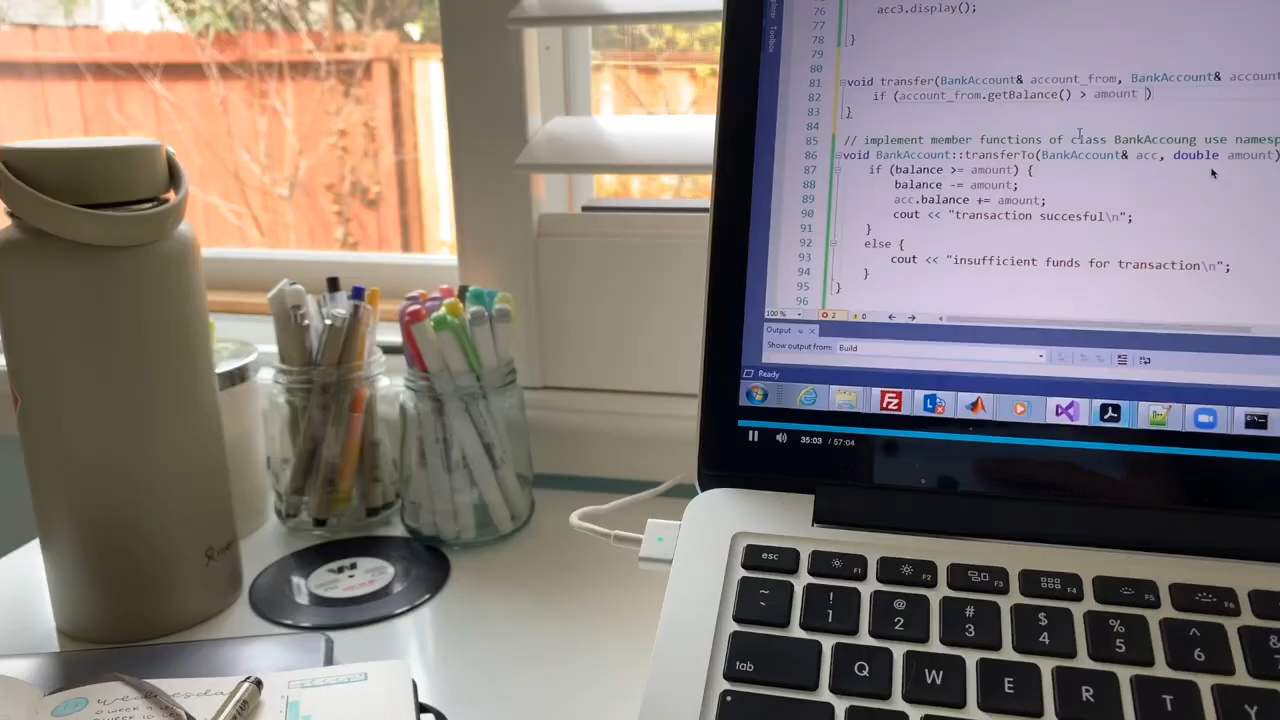 76 acc3.display();
77
78 }
79
80
81 void transfer(BankAccount& account_from, BankAccount& account
82 if (account_from.getBalance() > amount )
83 }
84
85 // implement member functions of class BankAccoung use namesp
86 void BankAccount::transferTo(BankAccount& acc, double amount)
87 if (balance >= amount) {
88 balance -= amount;
89 acc.balance += amount;
90 cout << "transaction succesful\n";
91 }
92 else {
93 cout << "insufficient funds for transaction\n";
94 }
95 }
96
Toolbox
100 %
2
0
Output
Show output from: Build
Ready
35:03 / 57:04
esc F1 F2 F3 F4 F5 F6
~ ! 1 @ 2 # 3 $ 4 % 5 ^ 6 &
tab Q W E R T Y
wednesday